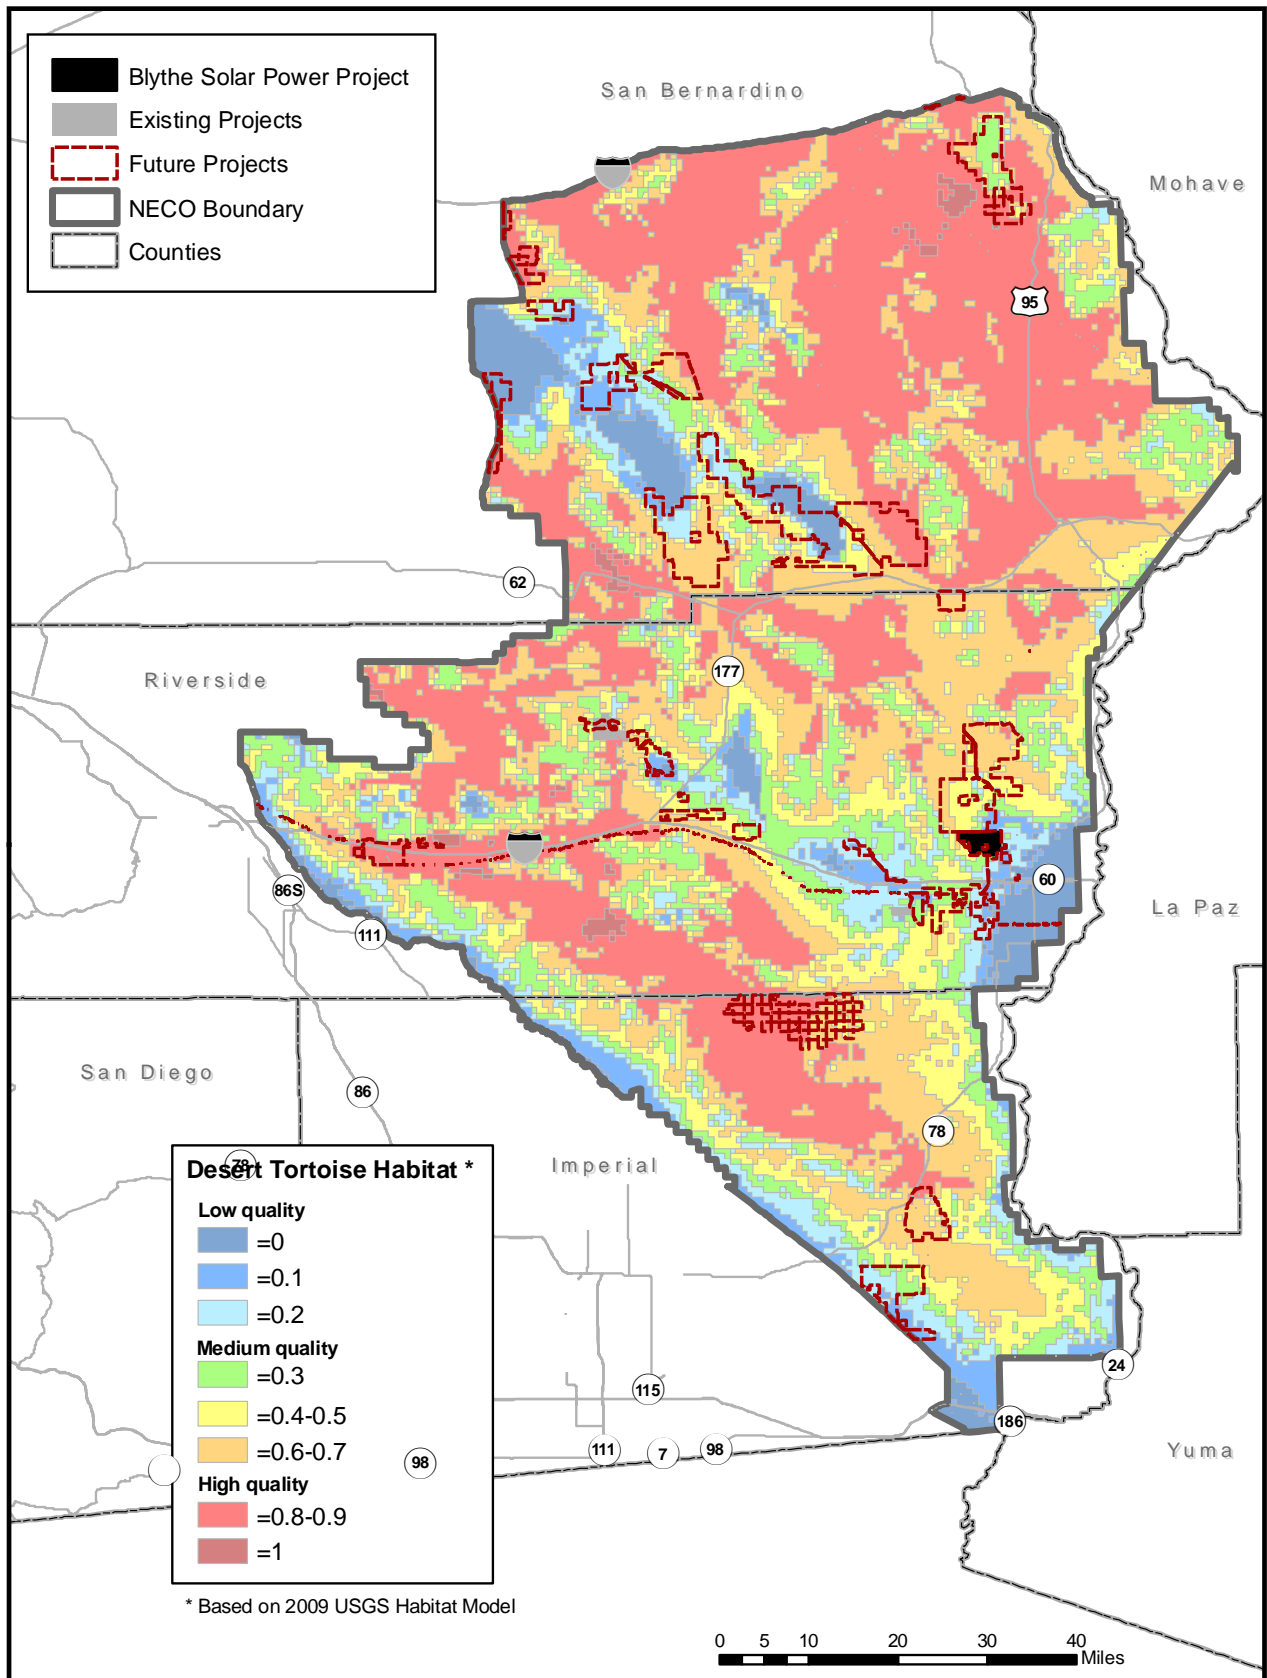 Blythe Solar Power Project
Existing Projects
Future Projects
NECO Boundary
Counties
San Bernardino
Mohave
95
62
177
Riverside
60
86S
111
La Paz
San Diego
86
78
78
Imperial
Desert Tortoise Habitat *
Low quality
=0
=0.1
=0.2
Medium quality
=0.3
=0.4-0.5
=0.6-0.7
High quality
=0.8-0.9
=1
24
115
186
111
7
98
98
Yuma
* Based on 2009 USGS Habitat Model
0 5 10 20 30 40
Miles